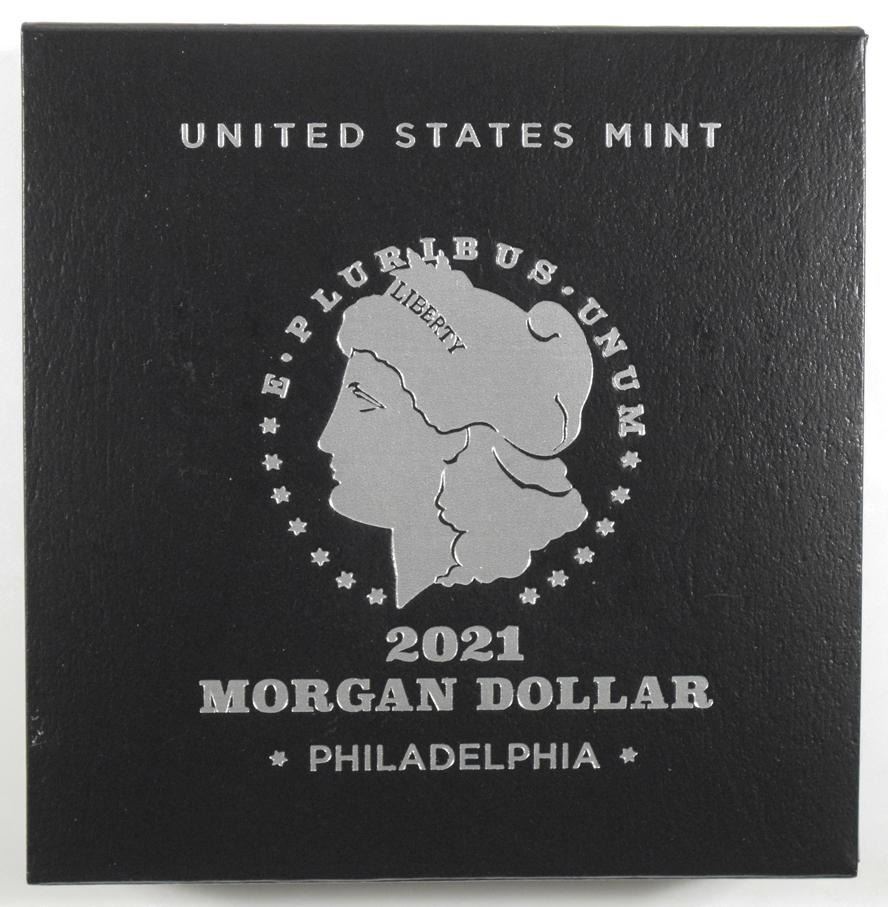 UNITED STATES MINT
E·PLURIBUS·UNUM
LIBERTY
2021
MORGAN DOLLAR
PHILADELPHIA